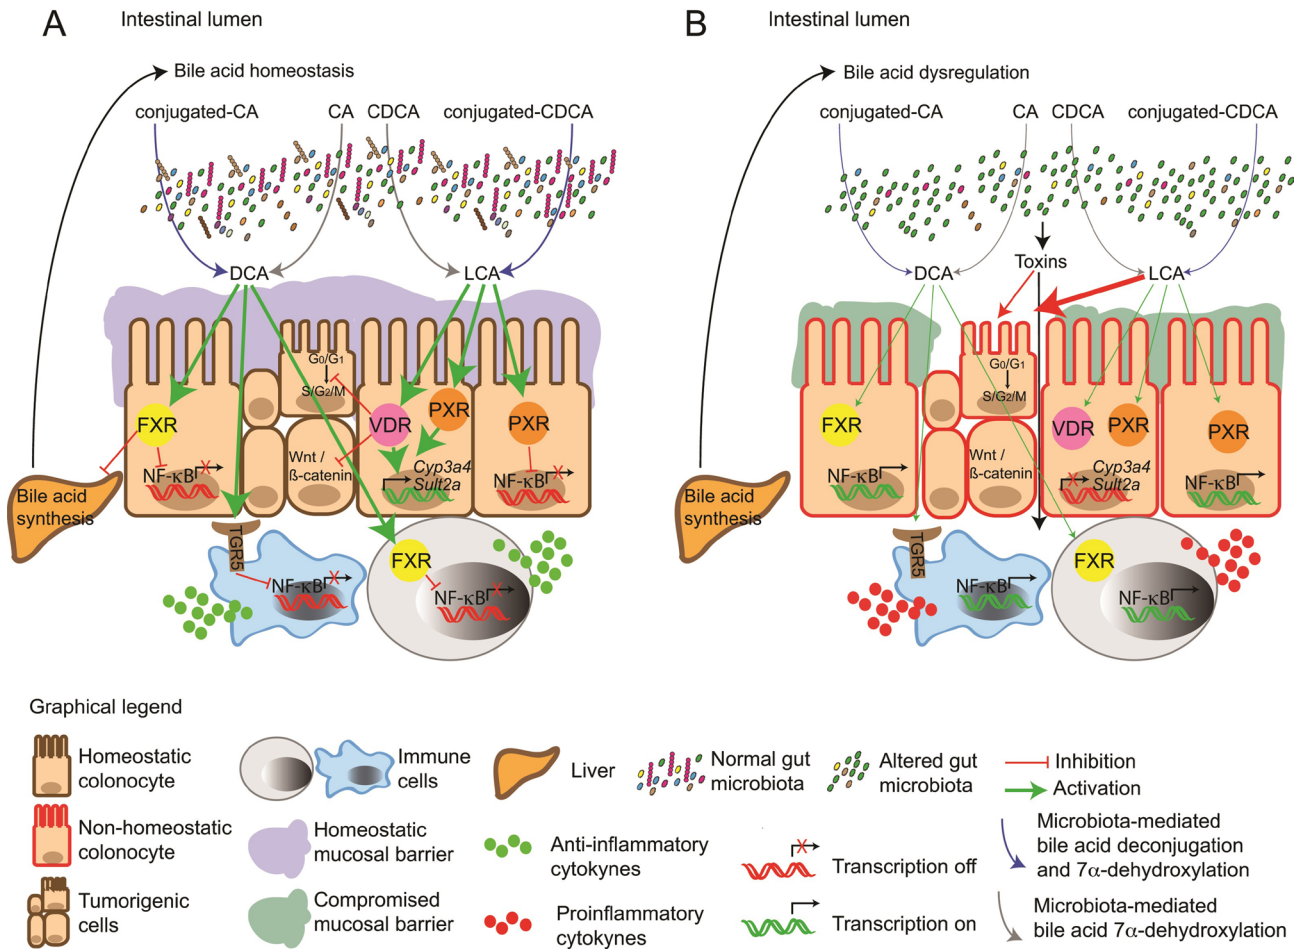 A
Intestinal lumen
Bile acid homeostasis
conjugated-CA
CA
CDCA
conjugated-CDCA
DCA
LCA
G0/G1
S/G2/M
FXR
VDR
PXR
PXR
Wnt /
ß-catenin
Cyp3a4
Sult2a
NF-κB
NF-κB
Bile acid
synthesis
TGR5
NF-κB
FXR
NF-κB
B
Intestinal lumen
Bile acid dysregulation
conjugated-CA
CA
CDCA
conjugated-CDCA
DCA
Toxins
LCA
G0/G1
S/G2/M
FXR
VDR
PXR
PXR
Wnt /
ß-catenin
Cyp3a4
Sult2a
NF-κB
NF-κB
Bile acid
synthesis
TGR5
NF-κB
FXR
NF-κB
Graphical legend
Homeostatic
colonocyte
Non-homeostatic
colonocyte
Tumorigenic
cells
Immune
cells
Homeostatic
mucosal barrier
Compromised
mucosal barrier
Liver
Anti-inflammatory
cytokynes
Proinflammatory
cytokynes
Normal gut
microbiota
Altered gut
microbiota
Transcription off
Transcription on
Inhibition
Activation
Microbiota-mediated
bile acid deconjugation
and 7α-dehydroxylation
Microbiota-mediated
bile acid 7α-dehydroxylation